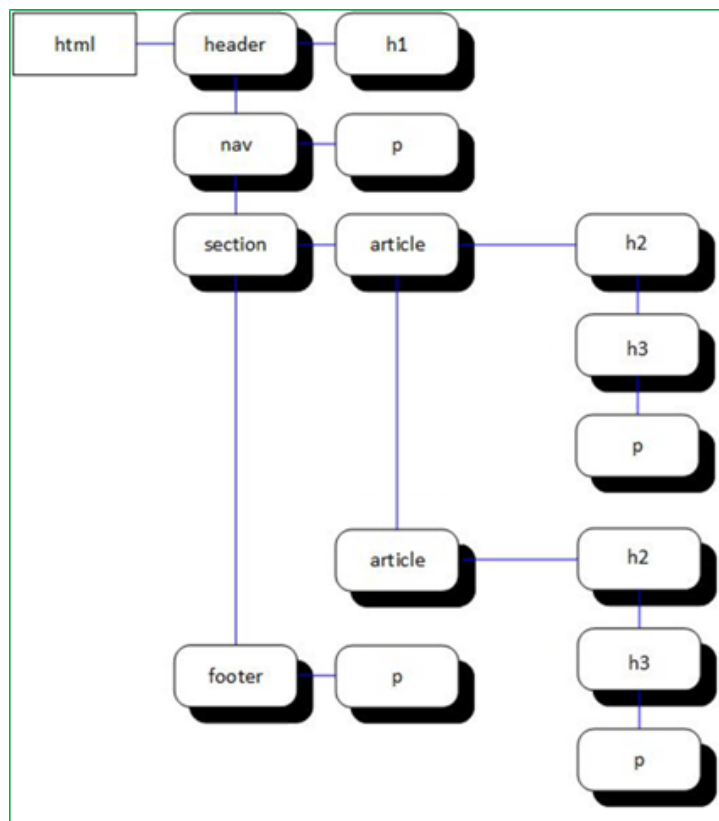 html header h1
nav p
section article h2
h3
p
article h2
h3
footer p
p